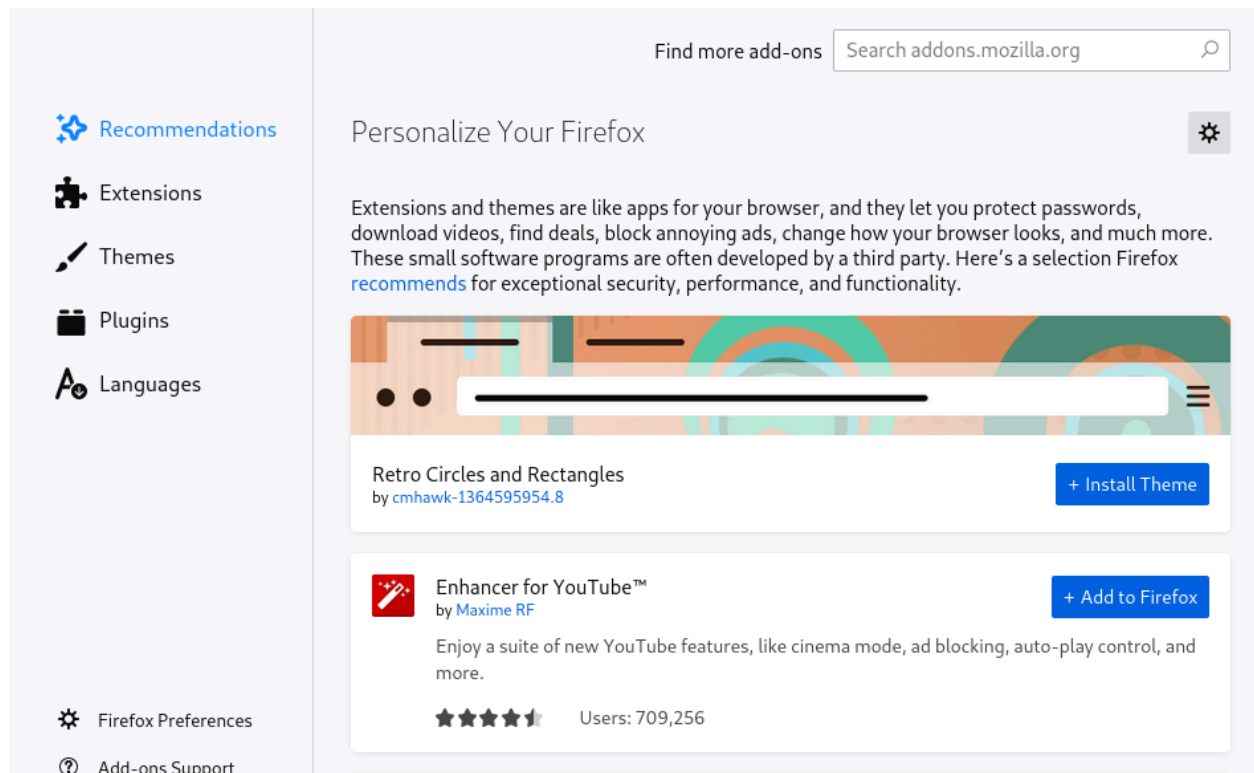 Find more add-ons
Search addons.mozilla.org
Recommendations
Extensions
Themes
Plugins
Languages
Firefox Preferences
Add-ons Support
Personalize Your Firefox
Extensions and themes are like apps for your browser, and they let you protect passwords,
download videos, find deals, block annoying ads, change how your browser looks, and much more.
These small software programs are often developed by a third party. Here’s a selection Firefox
recommends for exceptional security, performance, and functionality.
Retro Circles and Rectangles
by cmhawk-1364595954.8
+ Install Theme
Enhancer for YouTube™
by Maxime RF
+ Add to Firefox
Enjoy a suite of new YouTube features, like cinema mode, ad blocking, auto-play control, and
more.
Users: 709,256